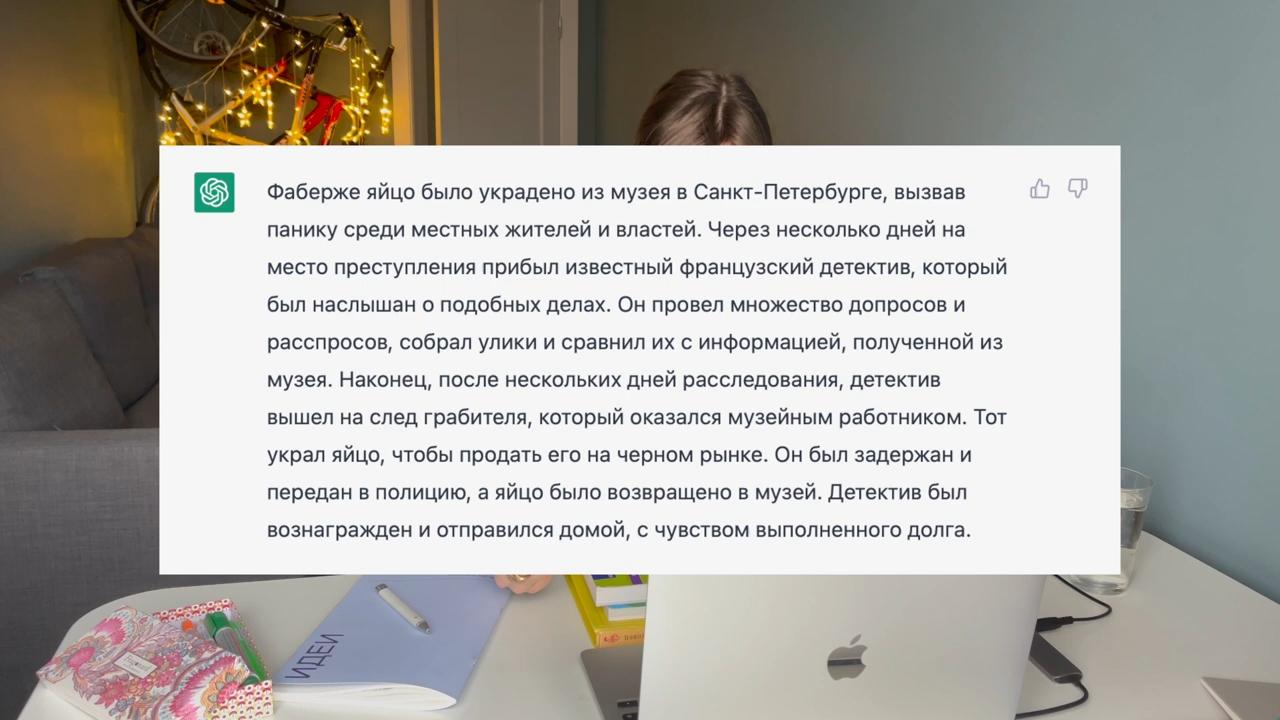 Фаберже яйцо было украдено из музея в Санкт-Петербурге, вызвав
панику среди местных жителей и властей. Через несколько дней на
место преступления прибыл известный французский детектив, который
был наслышан о подобных делах. Он провел множество допросов и
расспросов, собрал улики и сравнил их с информацией, полученной из
музея. Наконец, после нескольких дней расследования, детектив
вышел на след грабителя, который оказался музейным работником. Тот
украл яйцо, чтобы продать его на черном рынке. Он был задержан и
передан в полицию, а яйцо было возвращено в музей. Детектив был
вознагражден и отправился домой, с чувством выполненного долга.
ИДЕИ